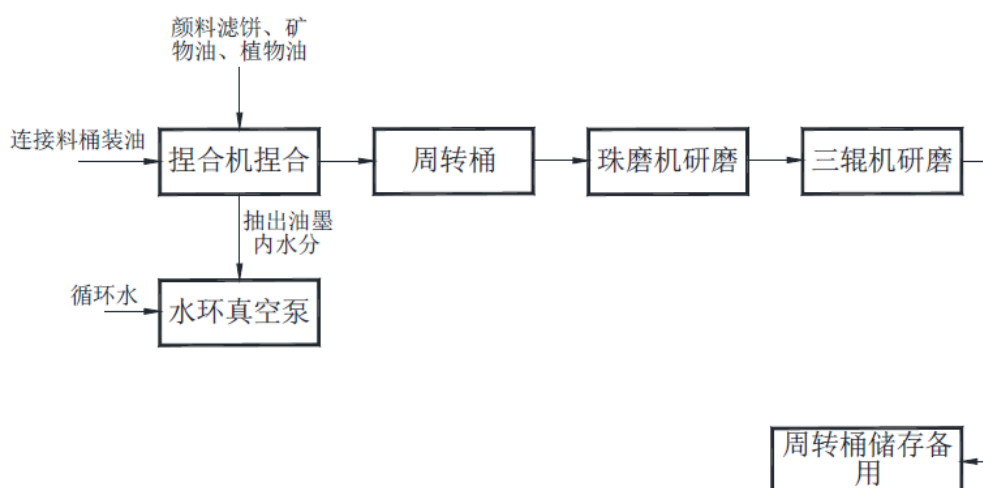 颜料滤饼、矿
物油、植物油
连接料桶装油
捏合机捏合
周转桶
珠磨机研磨
三辊机研磨
抽出油墨
内水分
循环水
水环真空泵
周转桶储存备
用